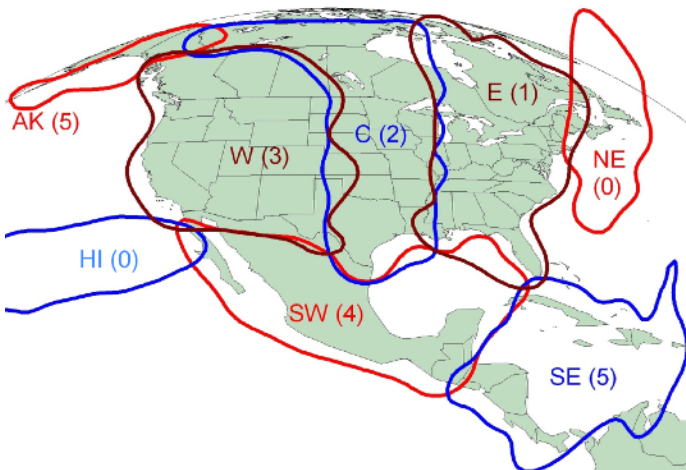 E (1)
AK (5)
C (2)
W (3)
NE
(0)
HI (0)
SW (4)
SE (5)